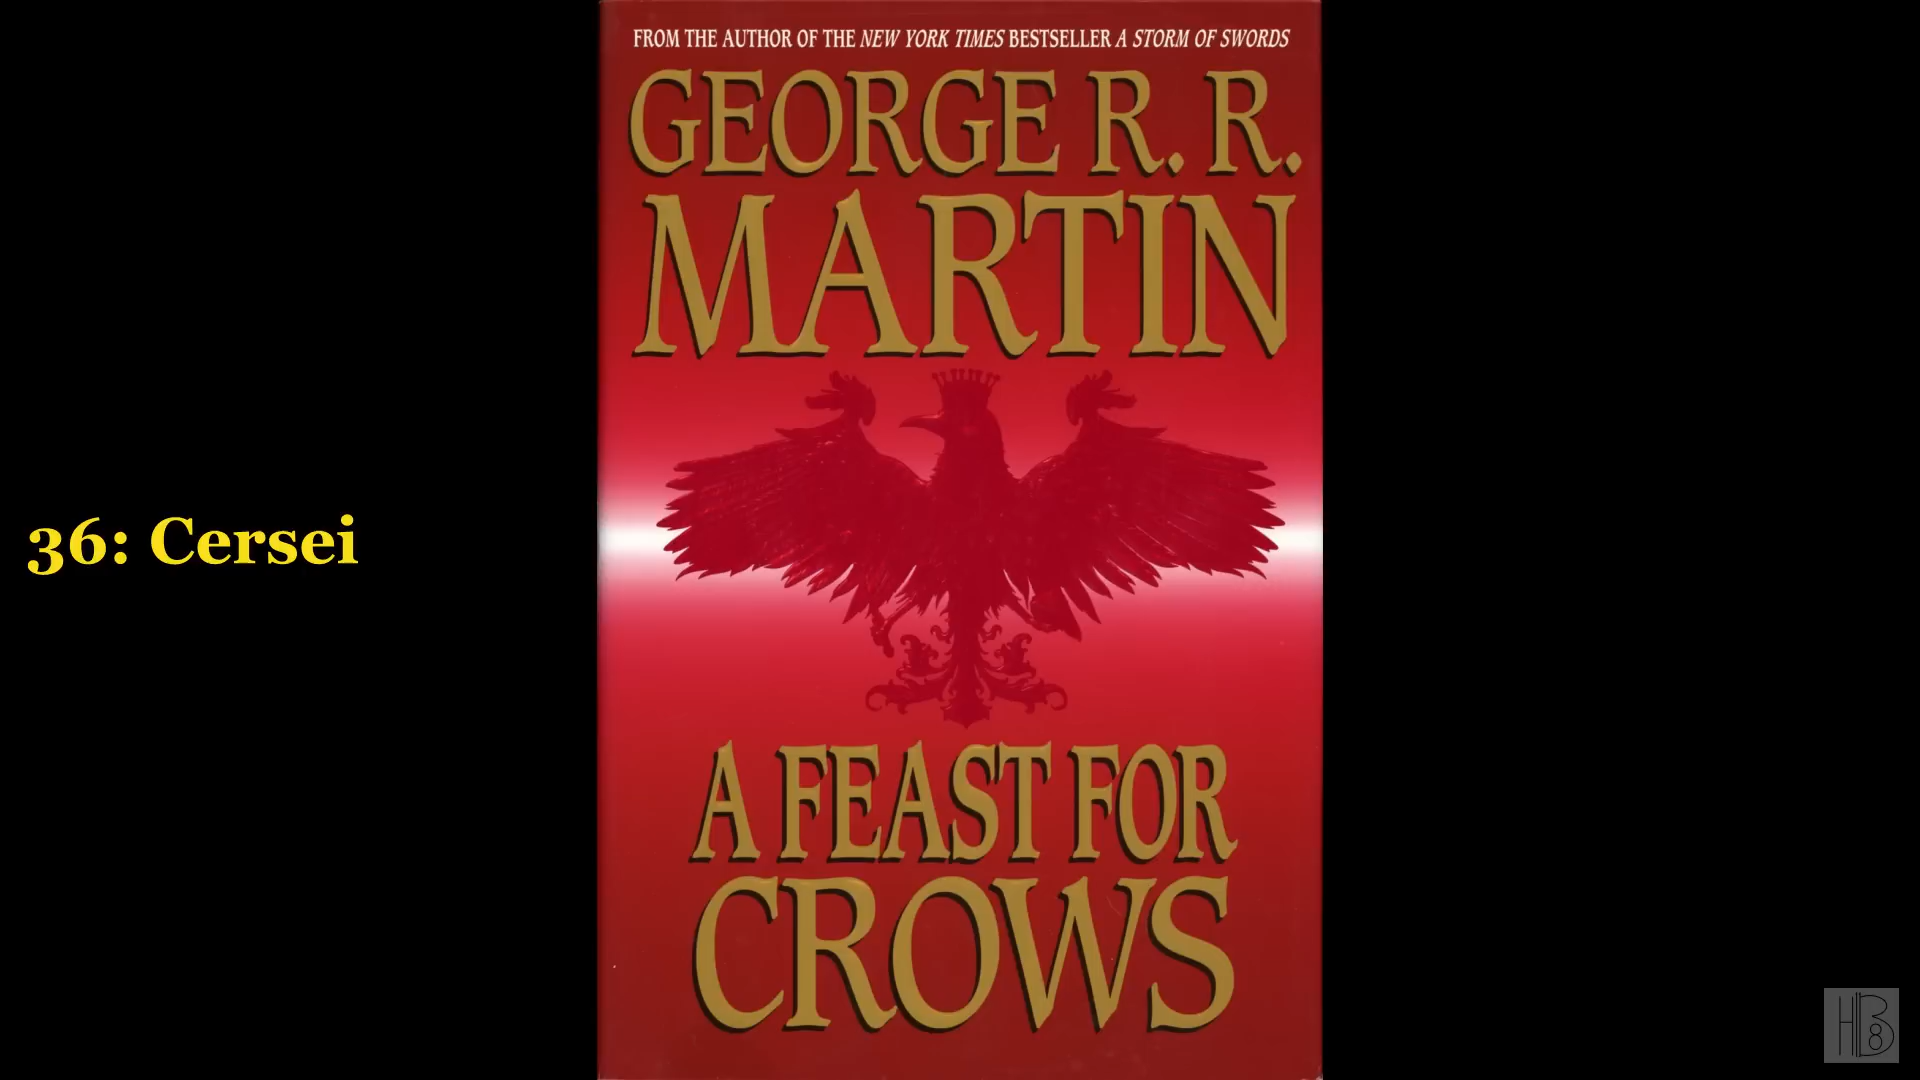 FROM THE AUTHOR OF THE NEW YORK TIMES BESTSELLER A STORM OF SWORDS
GEORGE R. R.
MARTIN
36: Cersei
A FEAST FOR
CROWS
HB8